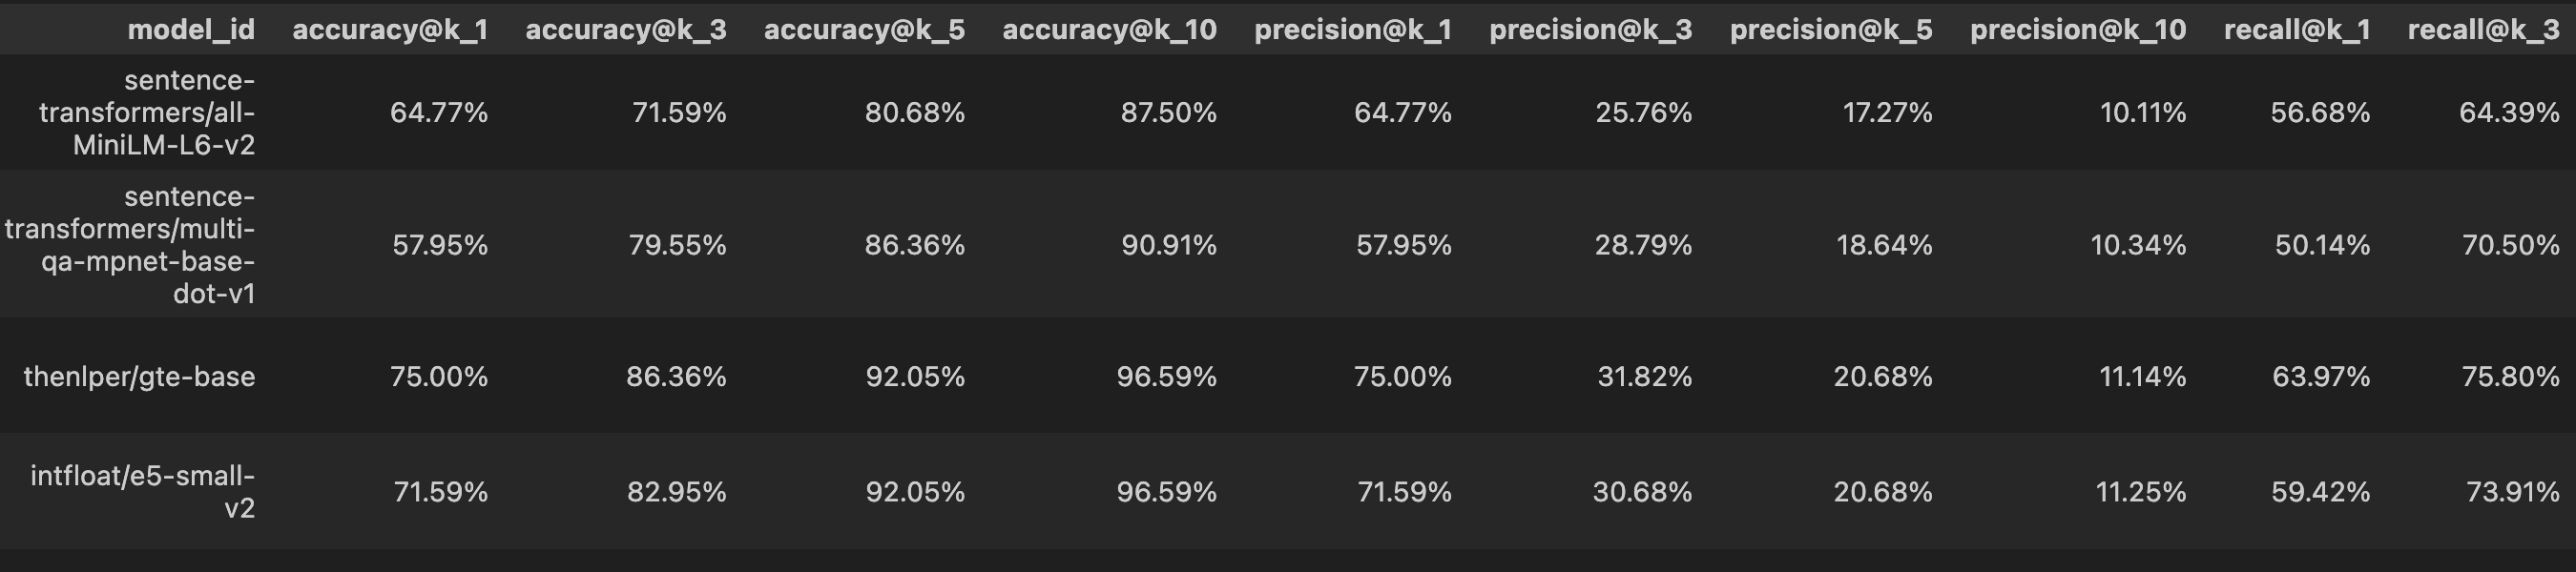 model_id accuracy@k_1 accuracy@k_3 accuracy@k_5 accuracy@k_10 precision@k_1 precision@k_3 precision@k_5 precision@k_10 recall@k_1 recall@k_3
sentence-
transformers/all-
MiniLM-L6-v2
64.77% 71.59% 80.68% 87.50% 64.77% 25.76% 17.27% 10.11% 56.68% 64.39%
sentence-
transformers/multi-
qa-mpnet-base-
dot-v1
57.95% 79.55% 86.36% 90.91% 57.95% 28.79% 18.64% 10.34% 50.14% 70.50%
thenlper/gte-base 75.00% 86.36% 92.05% 96.59% 75.00% 31.82% 20.68% 11.14% 63.97% 75.80%
intfloat/e5-small-
v2
71.59% 82.95% 92.05% 96.59% 71.59% 30.68% 20.68% 11.25% 59.42% 73.91%